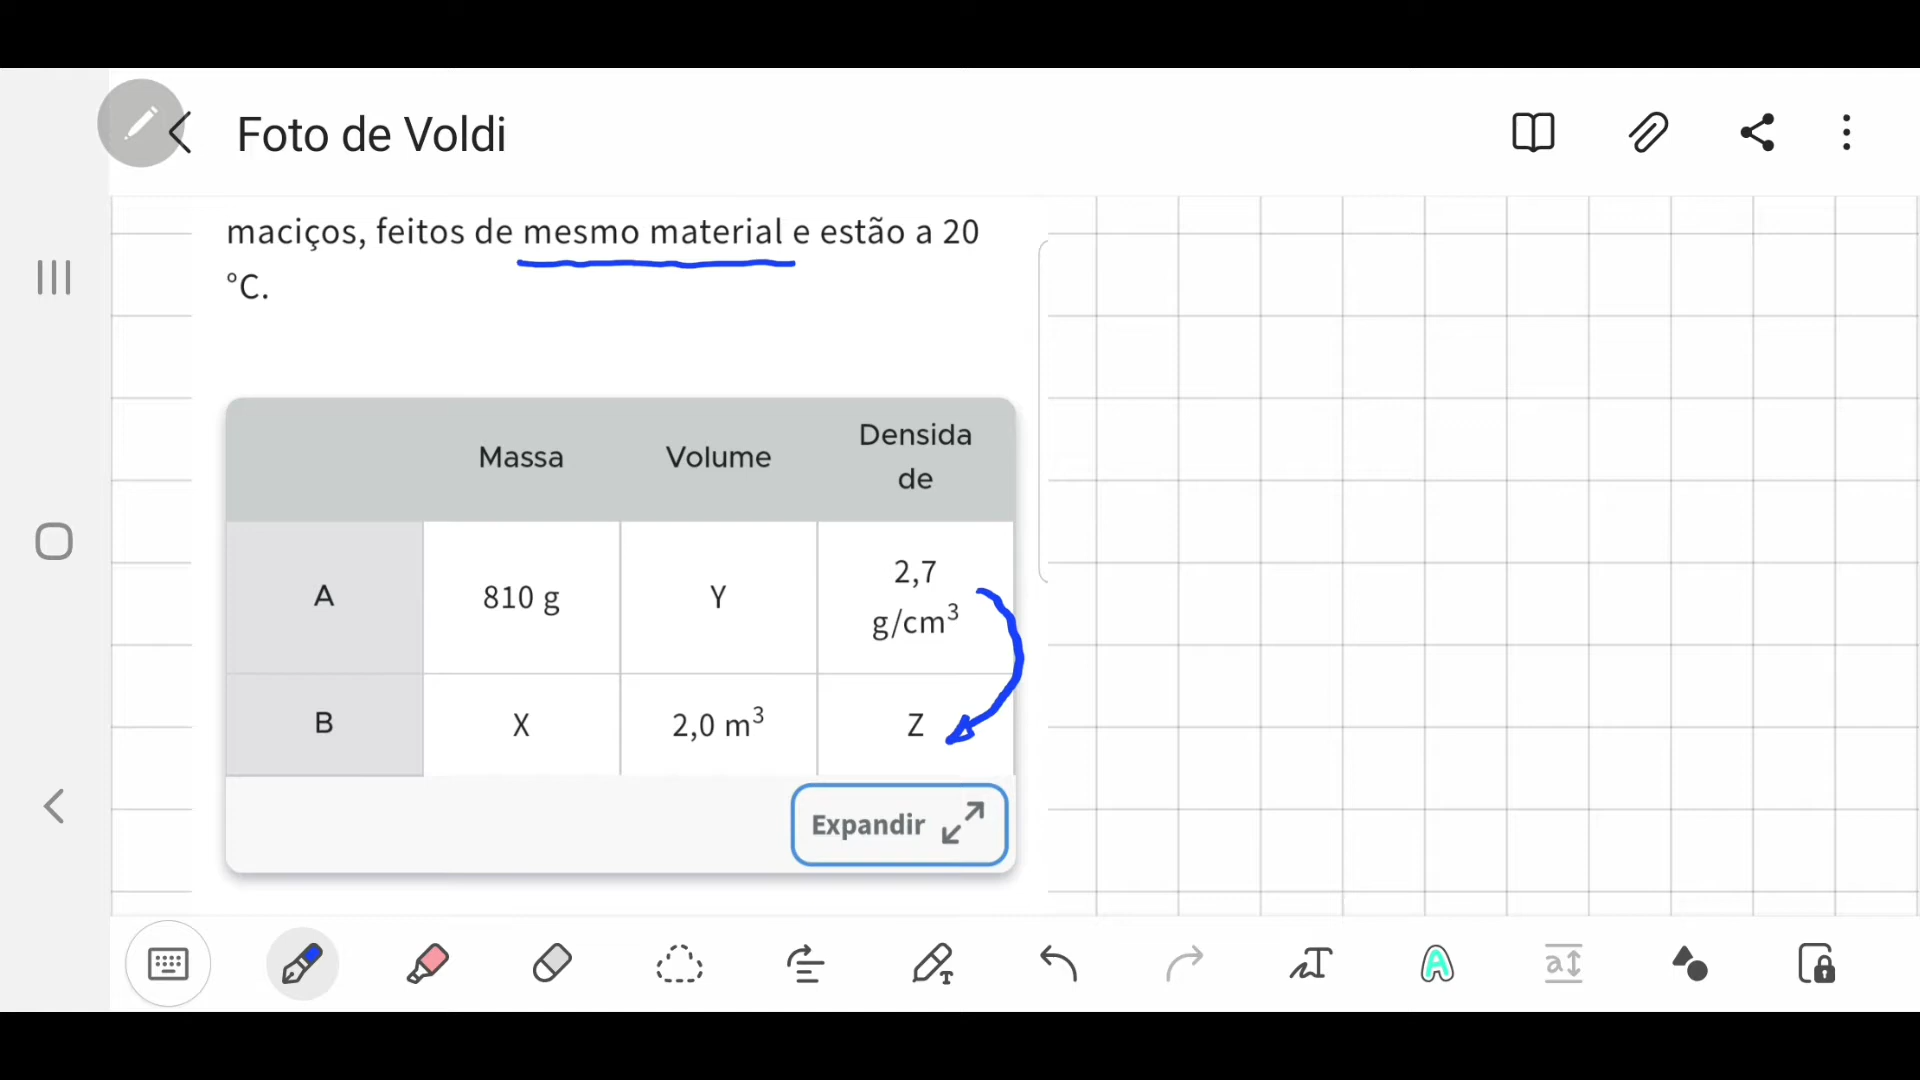 Foto de Voldi
maciços, feitos de mesmo material e estão a 20
°C.
Massa Volume Densida
de
A 810 g Y 2,7
g/cm³
B X 2,0 m³ Z
Expandir